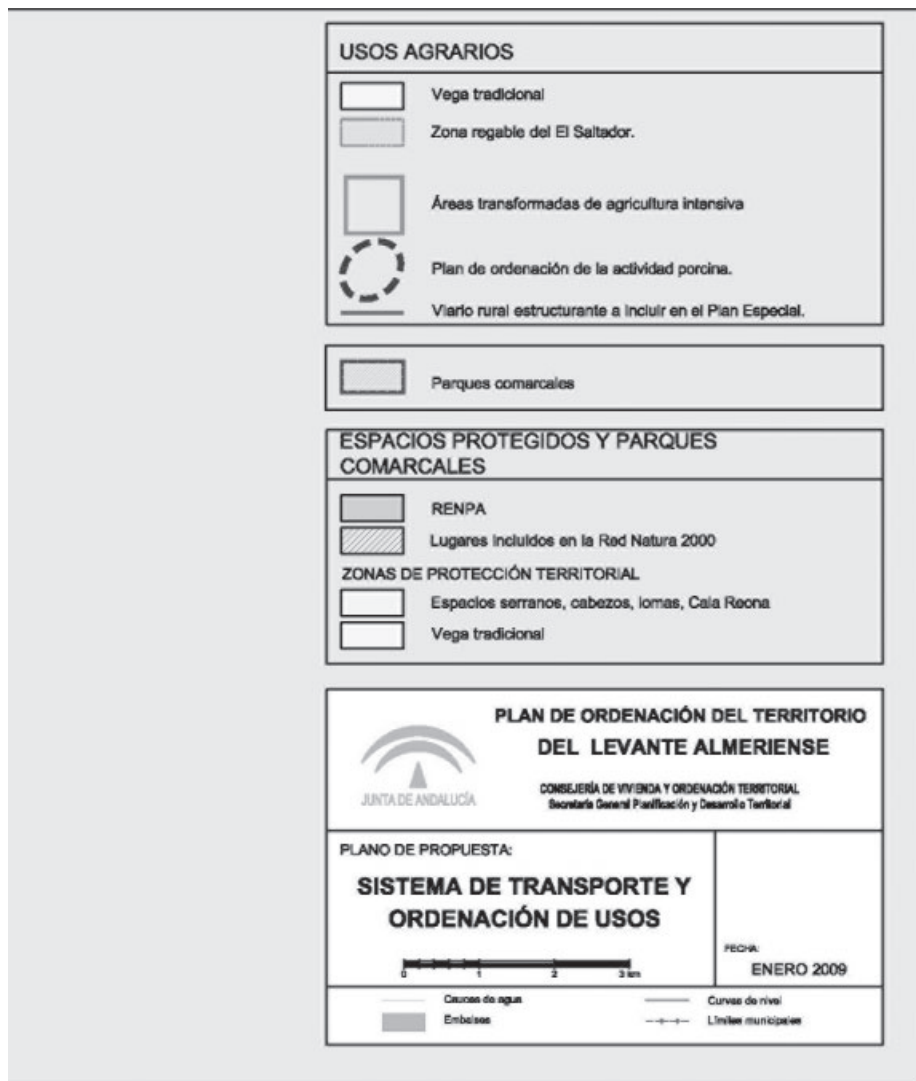 USOS AGRARIOS
Vega tradicional
Zona regable del El Saltador.
Áreas transformadas de agricultura intensiva
Plan de ordenación de la actividad porcina.
Viario rural estructurante a incluir en el Plan Especial.
Parques comarcales
ESPACIOS PROTEGIDOS Y PARQUES
COMARCALES
RENPA
Lugares incluidos en la Red Natura 2000
ZONAS DE PROTECCIÓN TERRITORIAL
Espacios serranos, cabezos, lomas, Cala Reona
Vega tradicional
PLAN DE ORDENACIÓN DEL TERRITORIO
DEL LEVANTE ALMERIENSE
CONSEJERÍA DE VIVIENDA Y ORDENACIÓN TERRITORIAL
Secretaría General Planificación y Desarrollo Territorial
JUNTA DE ANDALUCÍA
PLANO DE PROPUESTA:
SISTEMA DE TRANSPORTE Y
ORDENACIÓN DE USOS
0 1 2 3 km
FECHA:
ENERO 2009
Cauces de agua
Curvas de nivel
Embalses
Límites municipales